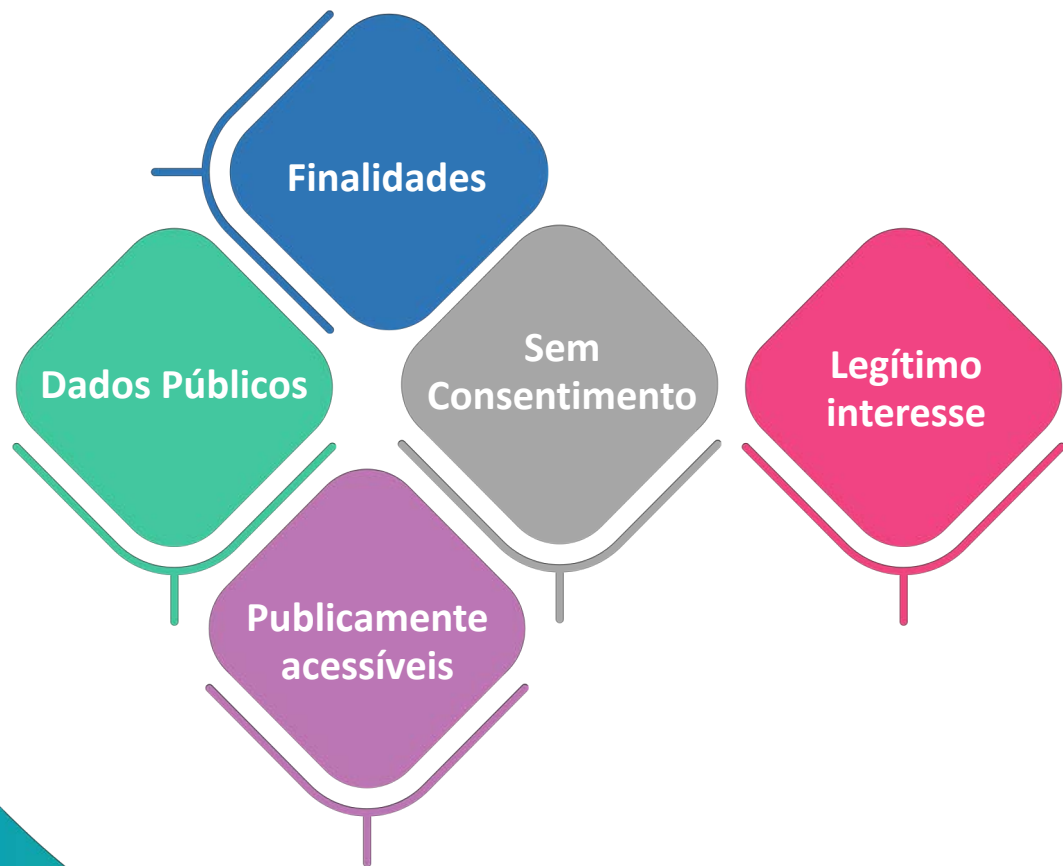 Finalidades
Dados Públicos
Sem
Consentimento
Legítimo
interesse
Publicamente
acessíveis